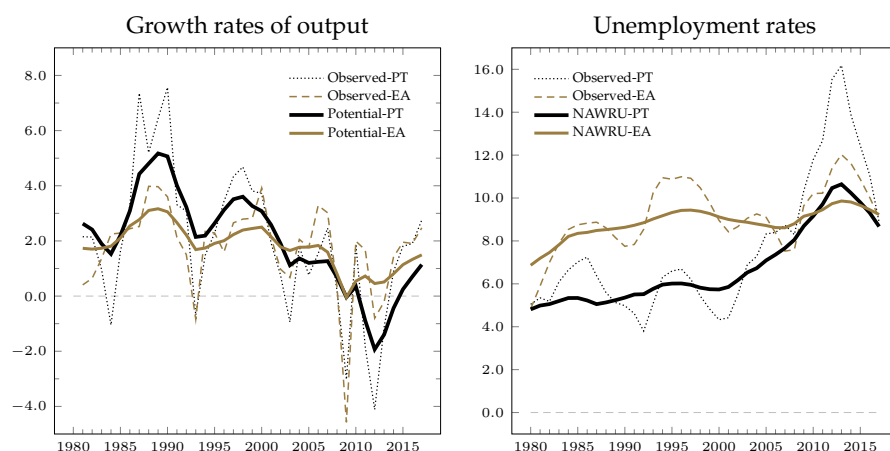 Growth rates of output
8.0
6.0
4.0
2.0
0.0
−2.0
−4.0
Observed-PT
Observed-EA
Potential-PT
Potential-EA
1980 1985 1990 1995 2000 2005 2010 2015
Unemployment rates
16.0
14.0
12.0
10.0
8.0
6.0
4.0
2.0
0.0
Observed-PT
Observed-EA
NAWRU-PT
NAWRU-EA
1980 1985 1990 1995 2000 2005 2010 2015